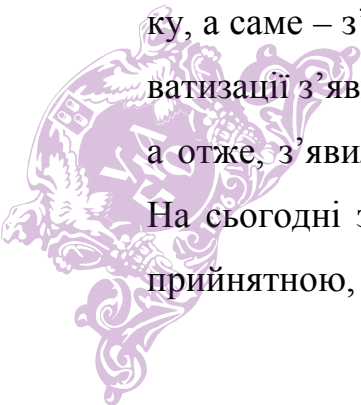 ку, а саме – з’
ватизації з’яв
а отже, з’яви
На сьогодні з
прийнятною,